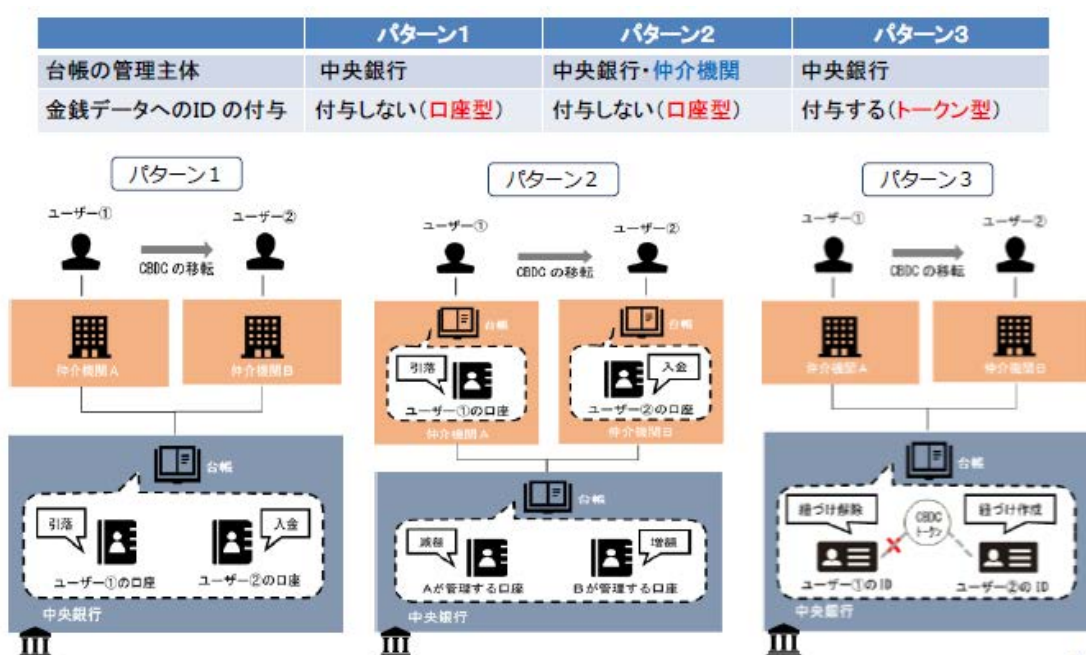 パターン1 パターン2 パターン3
台帳の管理主体 中央銀行 中央銀行・仲介機関 中央銀行
金銭データへのID の付与 付与しない(口座型) 付与しない(口座型) 付与する(トークン型)
パターン1
ユーザー①
ユーザー②
CBDC の移転
仲介機関A
仲介機関B
台帳
引落
入金
ユーザー①の口座
ユーザー②の口座
中央銀行
パターン2
ユーザー①
ユーザー②
CBDC の移転
台帳
台帳
引落
入金
ユーザー①の口座
ユーザー②の口座
仲介機関A
仲介機関B
台帳
減額
増額
Aが管理する口座
Bが管理する口座
中央銀行
パターン3
ユーザー①
ユーザー②
CBDC の移転
仲介機関A
仲介機関B
台帳
紐づけ解除
CBDC
トークン
紐づけ作成
ユーザー①のID
ユーザー②のID
中央銀行